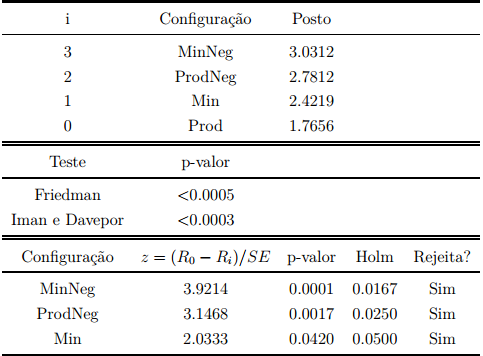 i Configuração Posto
3 MinNeg 3.0312
2 ProdNeg 2.7812
1 Min 2.4219
0 Prod 1.7656
Teste p-valor
Friedman <0.0005
Iman e Davepor <0.0003
Configuração z = (R₀ − Rᵢ)/SE p-valor Holm Rejeita?
MinNeg 3.9214 0.0001 0.0167 Sim
ProdNeg 3.1468 0.0017 0.0250 Sim
Min 2.0333 0.0420 0.0500 Sim